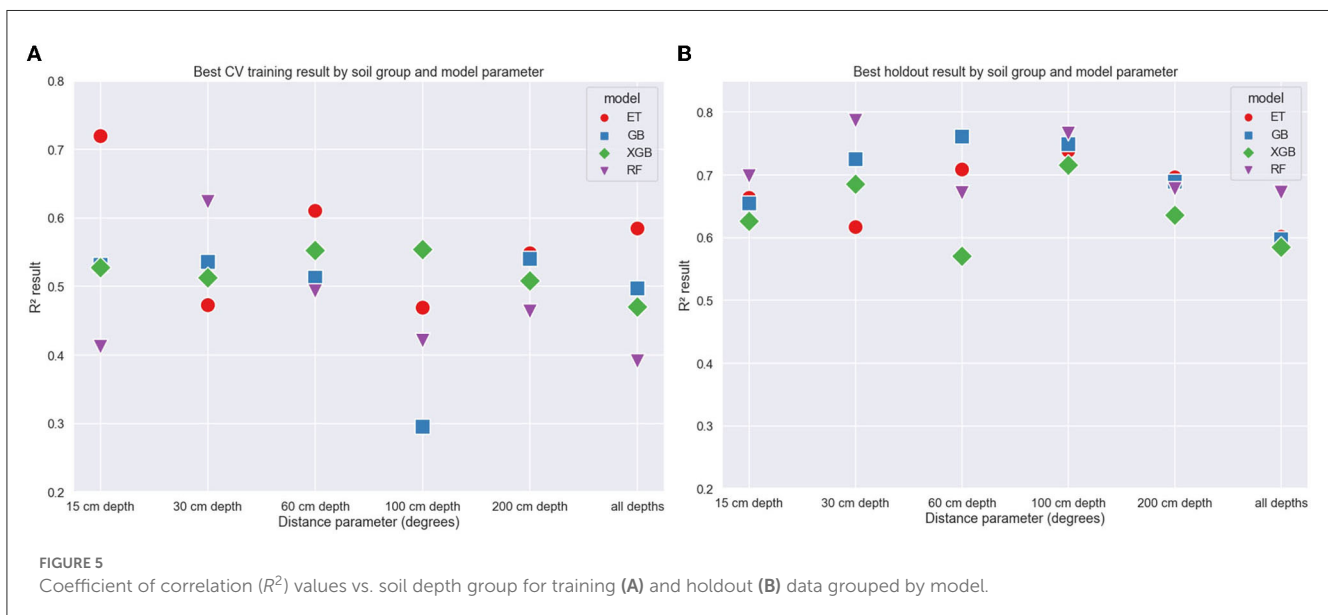 A
Best CV training result by soil group and model parameter
0.8
0.7
0.6
0.5
0.4
0.3
0.2
R² result
model
ET
GB
XGB
RF
15 cm depth
30 cm depth
60 cm depth
100 cm depth
200 cm depth
all depths
Distance parameter (degrees)
B
Best holdout result by soil group and model parameter
0.8
0.7
0.6
0.5
0.4
0.3
0.2
R² result
model
ET
GB
XGB
RF
15 cm depth
30 cm depth
60 cm depth
100 cm depth
200 cm depth
all depths
Distance parameter (degrees)
FIGURE 5
Coefficient of correlation (R²) values vs. soil depth group for training (A) and holdout (B) data grouped by model.